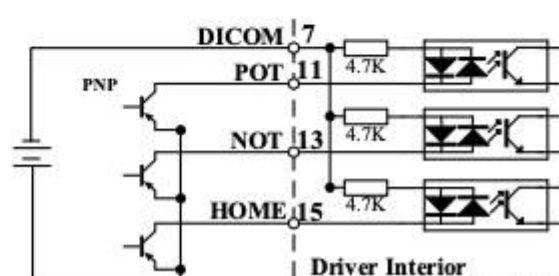 DICOM 7
POT 11
4.7K
PNP
NOT 13
4.7K
HOME 15
4.7K
Driver Interior